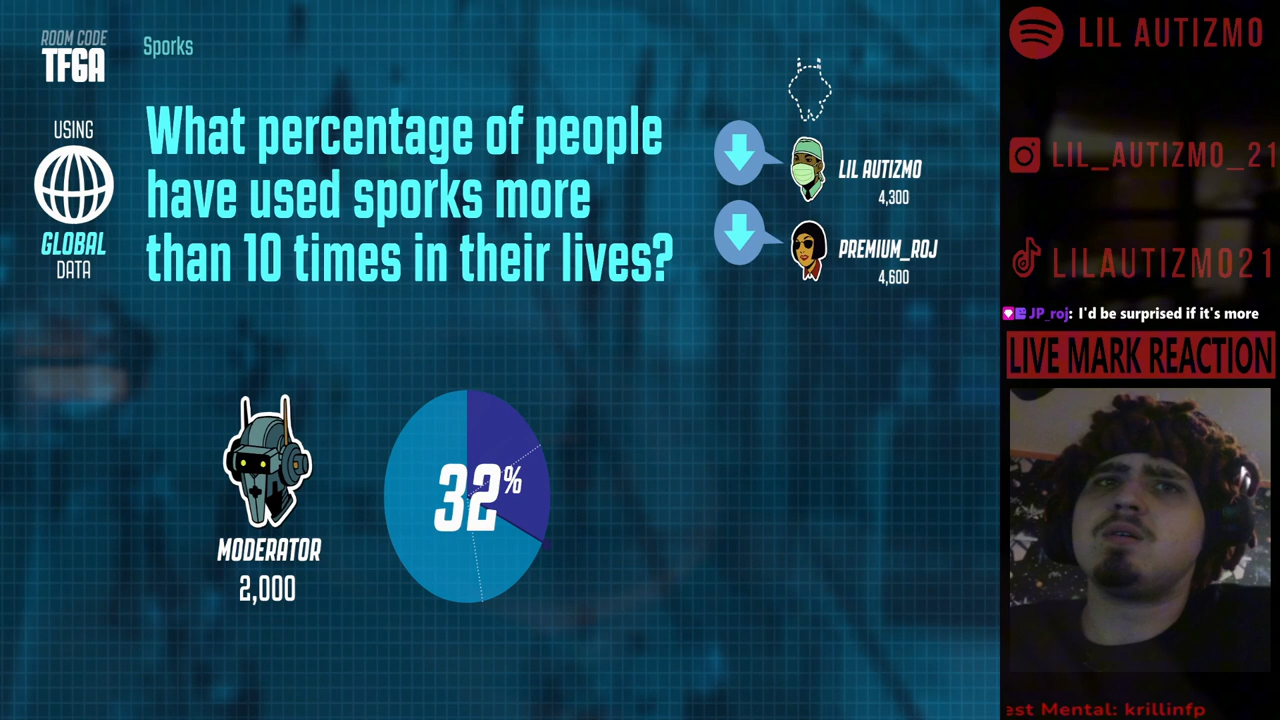 ROOM CODE
TFGA
Sporks
USING
GLOBAL
DATA
What percentage of people
have used sporks more
than 10 times in their lives?
LIL AUTIZMO
4,300
PREMIUM_ROJ
4,600
MODERATOR
2,000
32%
LIL AUTIZMO
LIL_AUTIZMO_21
LILAUTIZMO21
JP_roj: I'd be surprised if it's more
LIVE MARK REACTION
est Mental: krillinfp